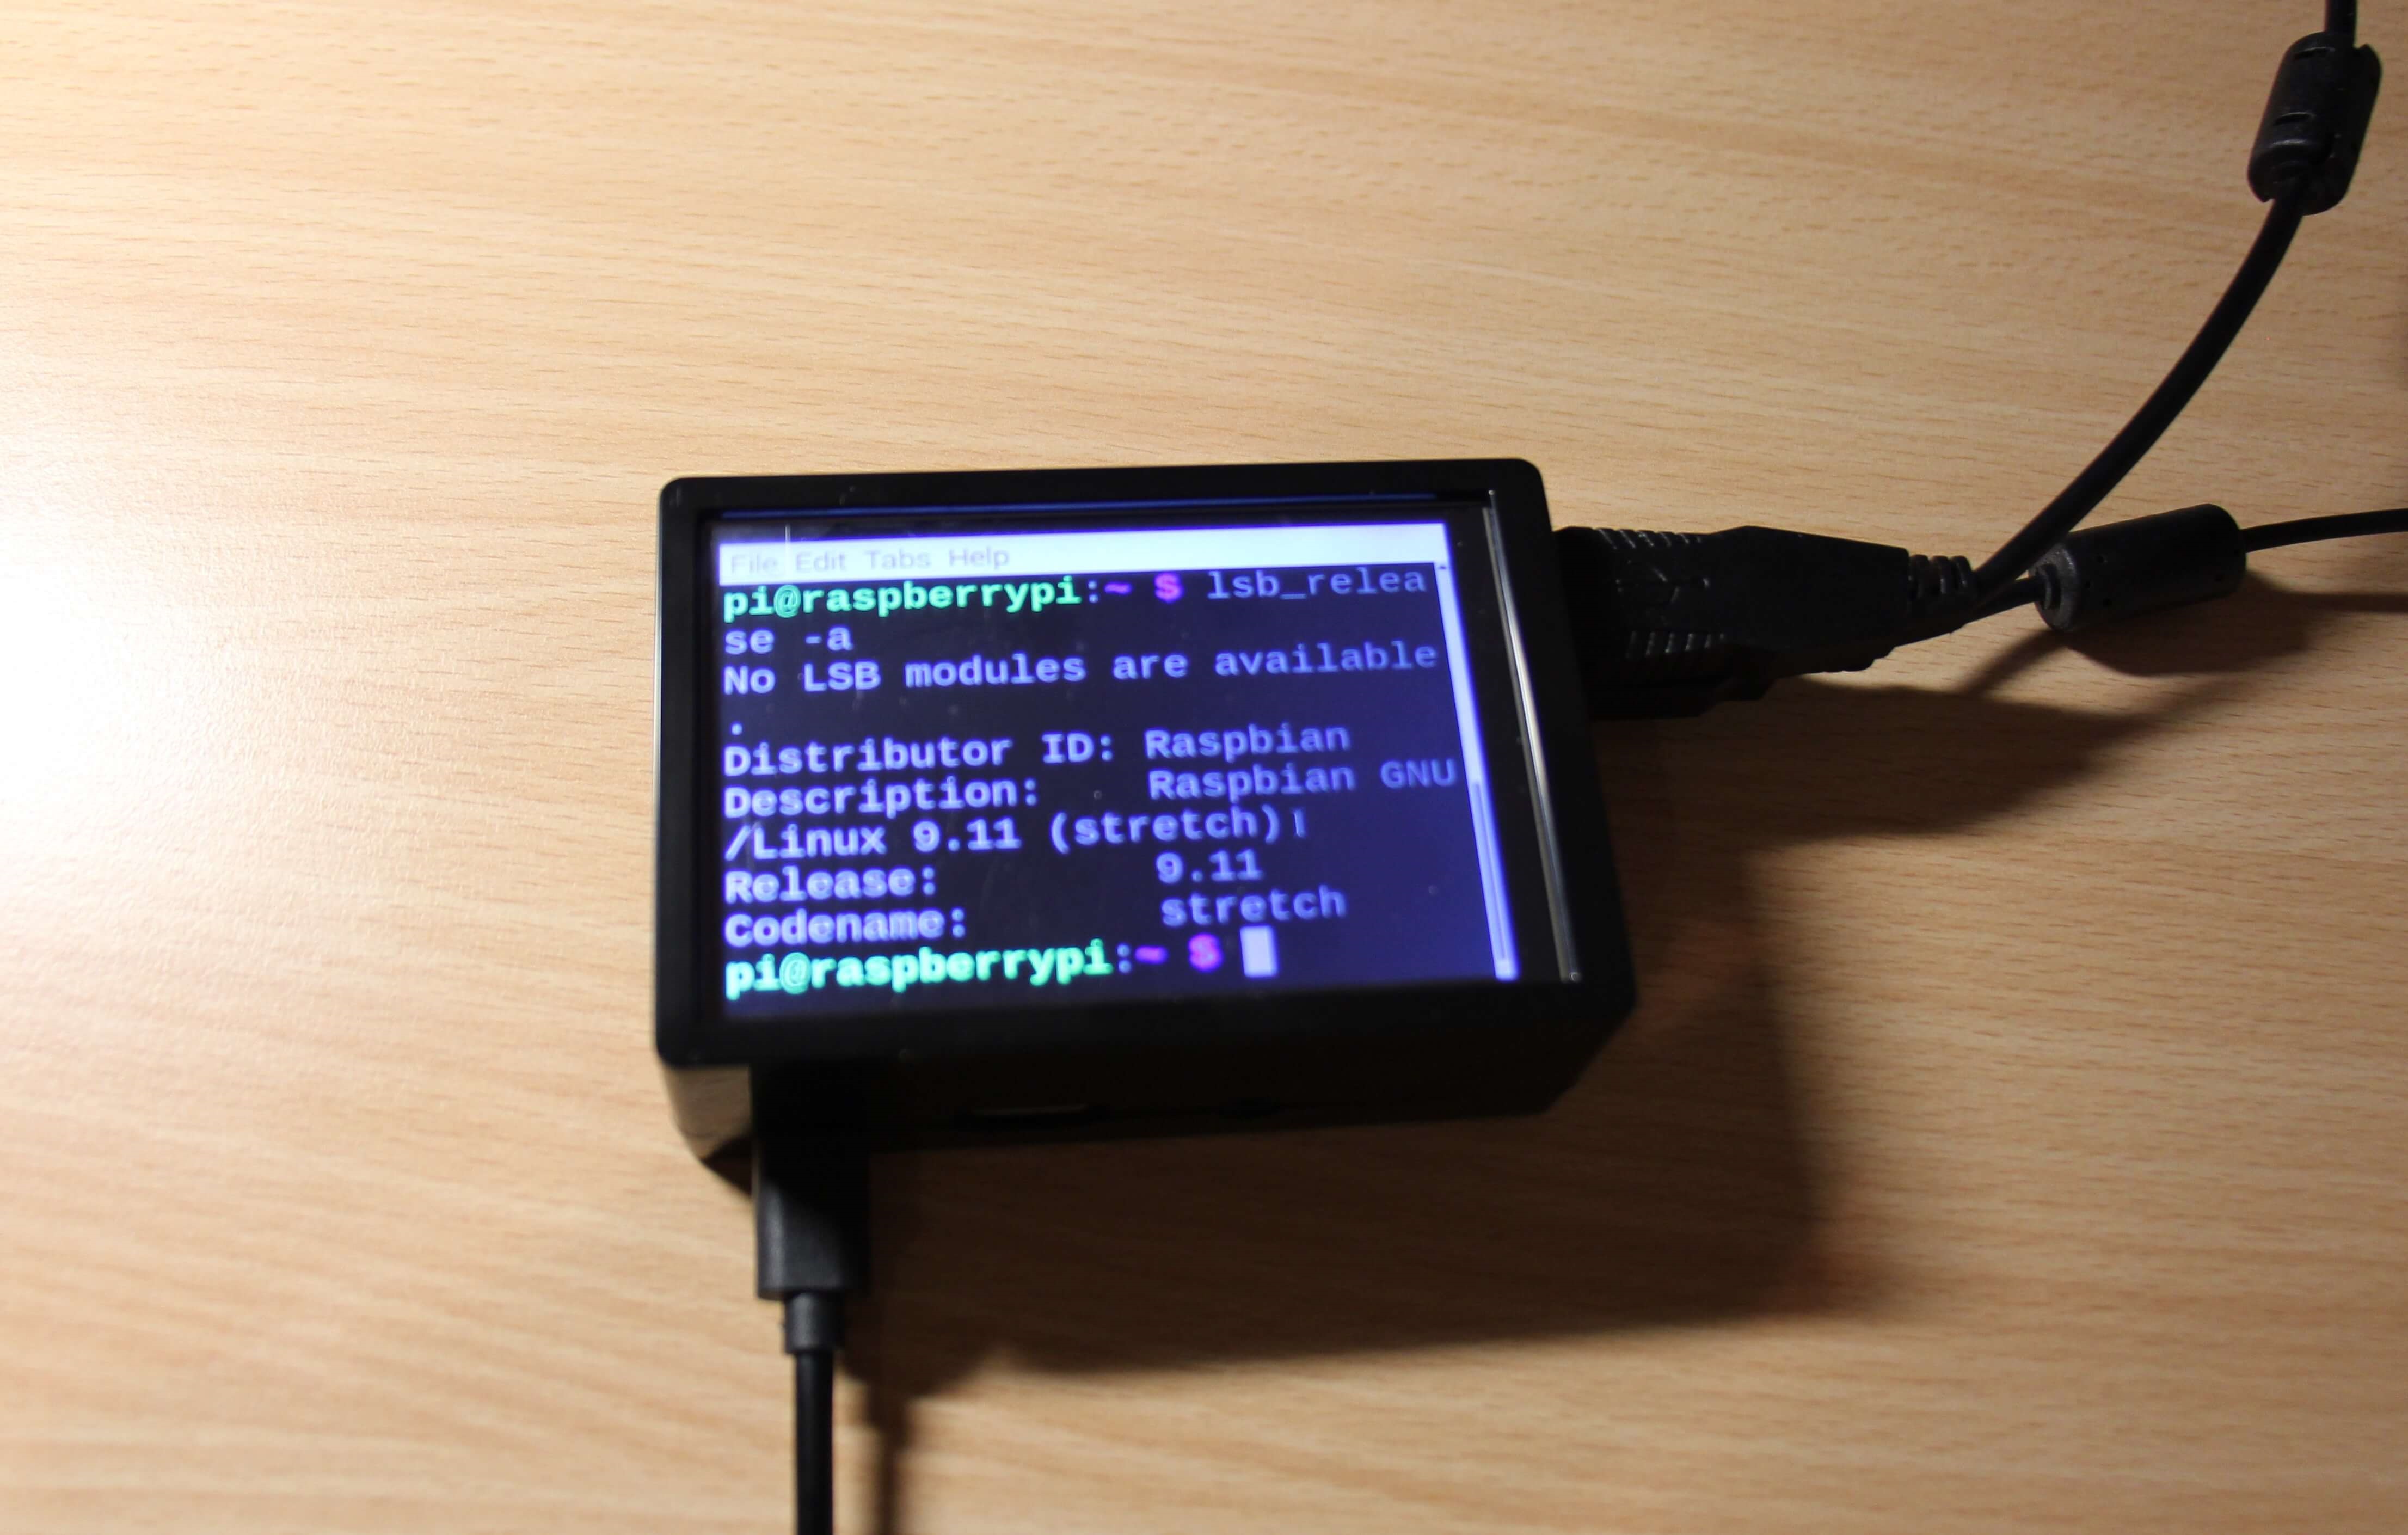 File Edit Tabs Help
pi@raspberrypi:~ $ lsb_relea
se -a
No LSB modules are available
.
Distributor ID: Raspbian
Description: Raspbian GNU
/Linux 9.11 (stretch)
Release: 9.11
Codename: stretch
pi@raspberrypi:~ $